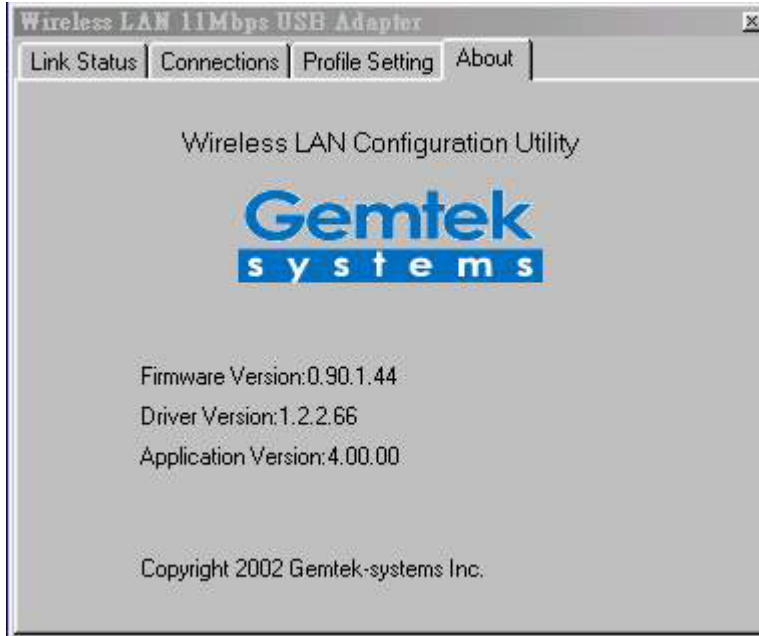 Wireless LAN 11Mbps USB Adapter
Link Status Connections Profile Setting About
Wireless LAN Configuration Utility
Gemtek
systems
Firmware Version:0.90.1.44
Driver Version:1.2.2.66
Application Version:4.00.00
Copyright 2002 Gemtek-systems Inc.